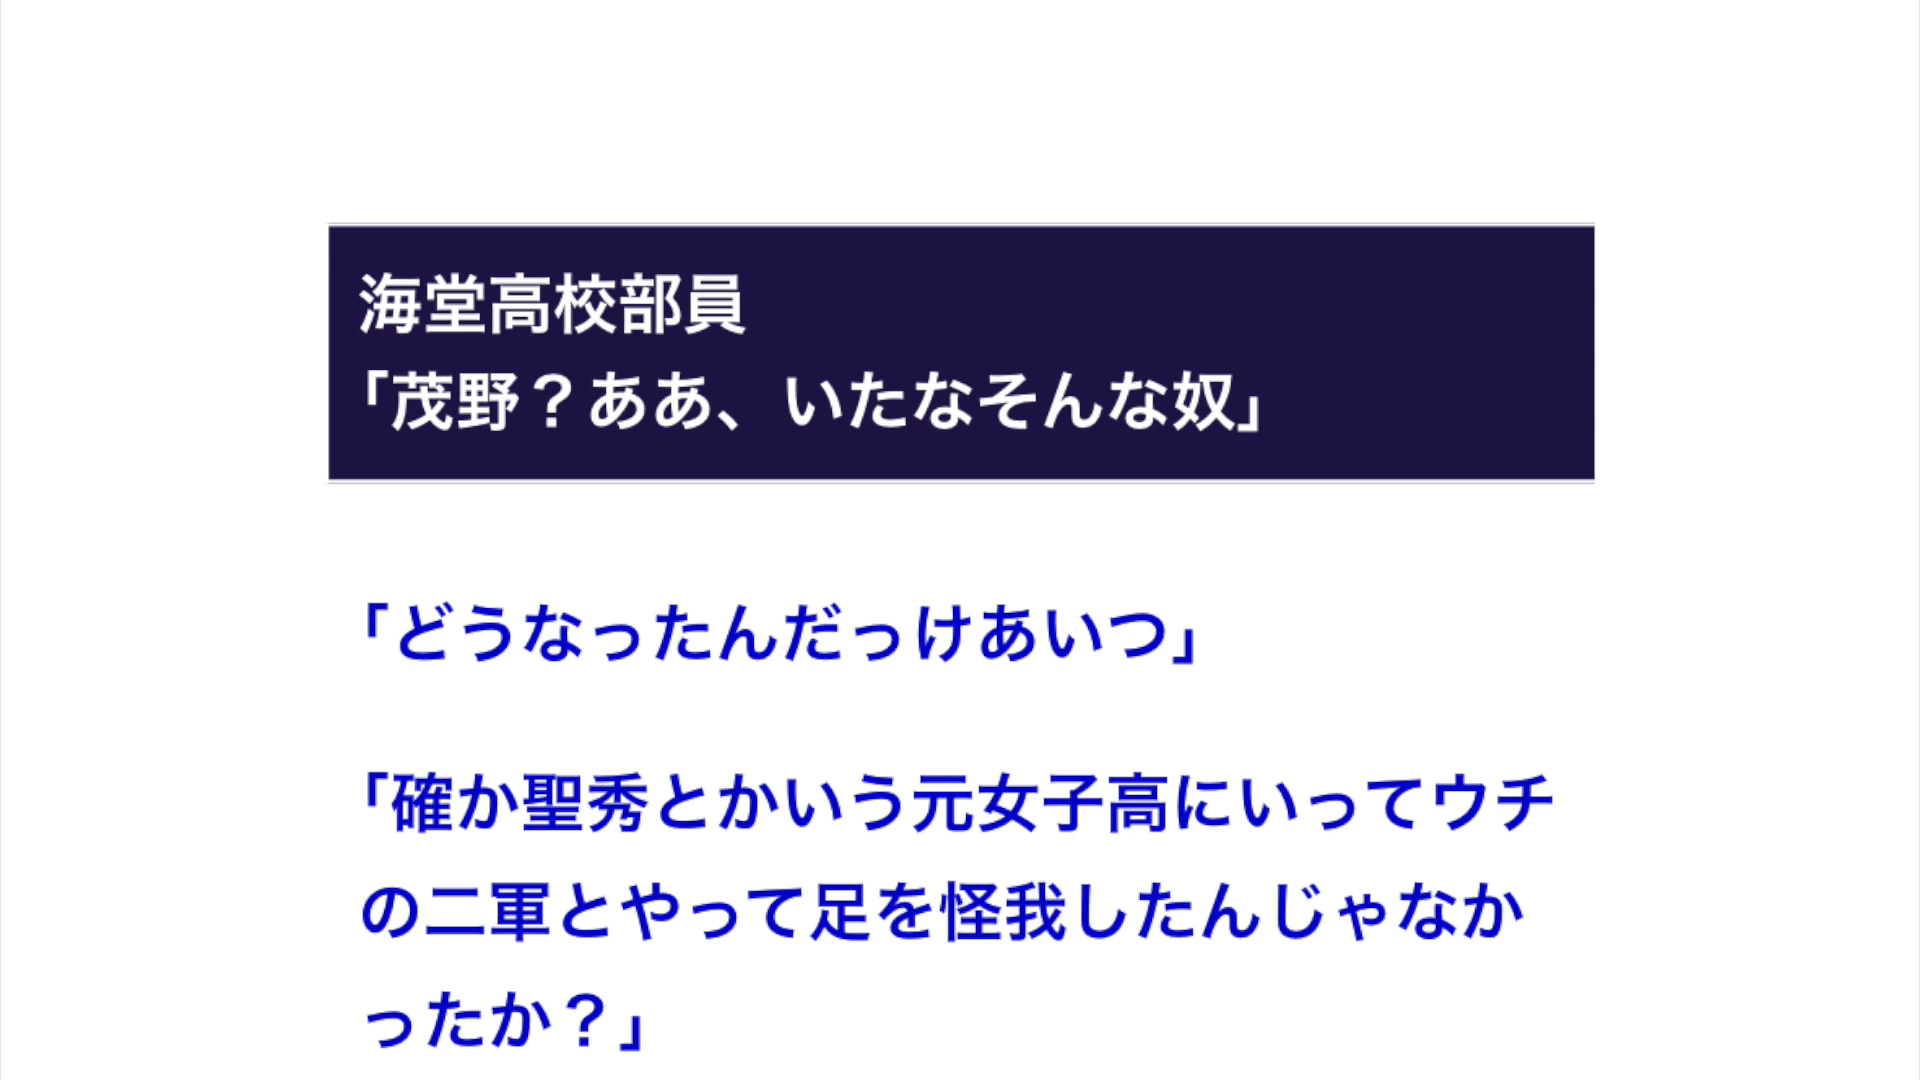 海堂高校部員
「茂野？ああ、いたなそんな奴」
「どうなったんだっけあいつ」
「確か聖秀とかいう元女子高にいってウチ
の二軍とやって足を怪我したんじゃなか
ったか？」